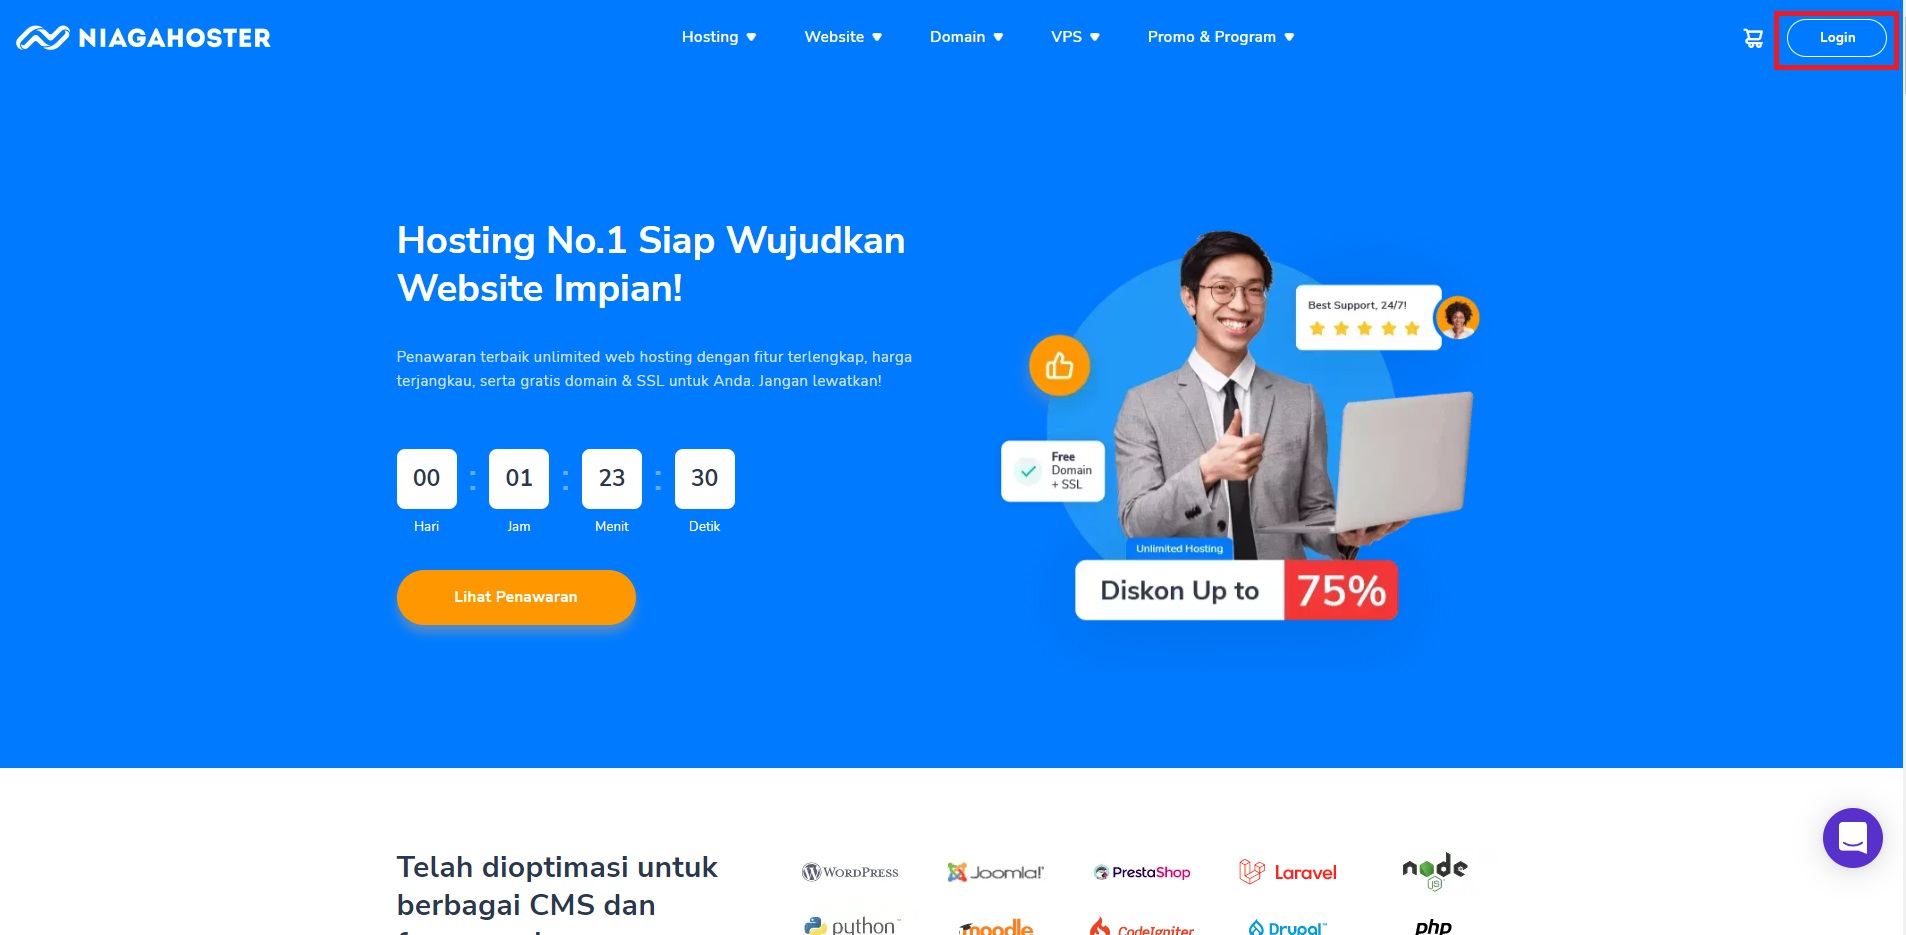 NIAGAHOSTER
Hosting
Website
Domain
VPS
Promo & Program
Login
Hosting No.1 Siap Wujudkan
Website Impian!
Penawaran terbaik unlimited web hosting dengan fitur terlengkap, harga
terjangkau, serta gratis domain & SSL untuk Anda. Jangan lewatkan!
00 : 01 : 23 : 30
Hari Jam Menit Detik
Lihat Penawaran
Best Support, 24/7!
Free
Domain
+ SSL
Unlimited Hosting
Diskon Up to 75%
Telah dioptimasi untuk
berbagai CMS dan
WORDPRESS
Joomla!
PrestaShop
Laravel
node
JS
python
moodle
CodeIgniter
Drupal
php